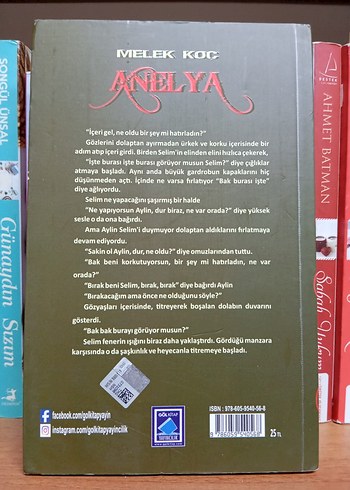 MELEK KOÇ
ANELYA
"İçeri gel, ne oldu bir şey mi hatırladın?"
Gözlerini dolaptan ayırmadan ürkek ve korku içerisinde bir
adım atıp içeri girdi. Birden Selim'in elinden elini hızlıca çekerek,
"İşte burası işte burası görüyor musun Selim?" diye çığlıklar
atmaya başladı. Aynı anda büyük gardrobun kapaklarını hiç
düşünmeden açtı. İçinde ne varsa fırlatıyor "Bak burası işte"
diye ağlıyordu.
Selim ne yapacağını şaşırmış bir halde
"Ne yapıyorsun Aylin, dur biraz, ne var orada?" diye yüksek
sesle o da ona bağırdı.
Ama Aylin Selim'i duymuyor dolaptan aldıklarını fırlatmaya
devam ediyordu.
"Sakin ol Aylin, dur, ne oldu?" diye omuzlarından tuttu.
"Bak beni korkutuyorsun, bir şey mi hatırladın, ne var
orada?"
"Bırak beni Selim, bırak, bırak" diye bağırdı Aylin
"Bırakacağım ama önce ne olduğunu söyle?"
Gözyaşları içerisinde, titreyerek boşalan dolabın duvarını
gösterdi.
"Bak bak burayı görüyor musun?"
Selim fenerin ışığını biraz daha yaklaştırdı. Gördüğü manzara
karşısında o da şaşkınlık ve heyecanla titremeye başladı.
facebook.com/golkitapyayin
instagram.com/golkitapyayincilik
GÖLKİTAP
YAYINCILIK
ISBN: 978-605-9540-56-8
9 786059 540568
25 TL
SONGÜL ÜNSAL
Günaydın Sızım
AHMET BATMAN
Sabah Uykum